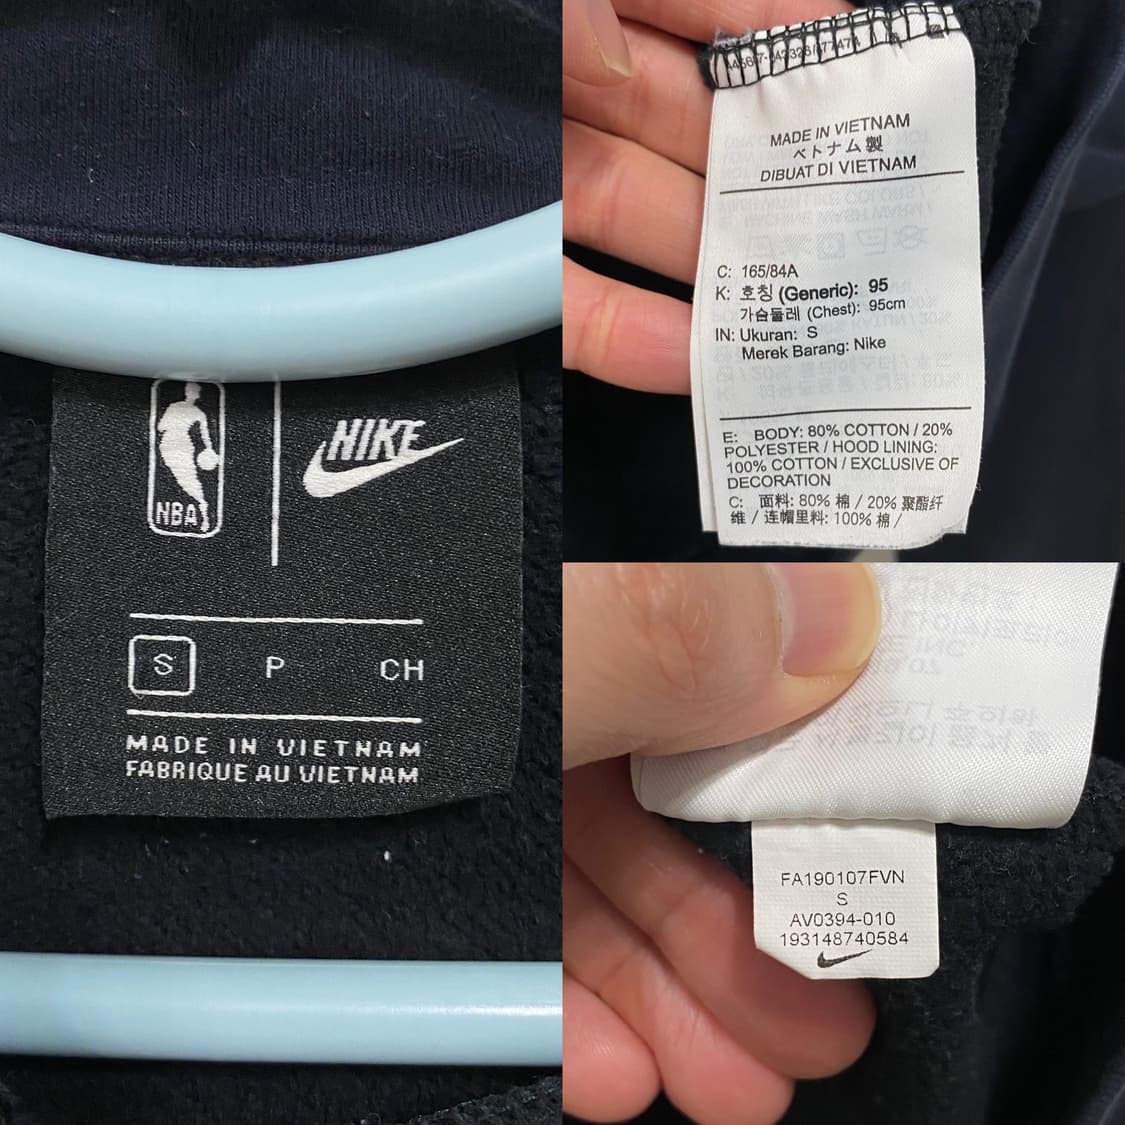 NBA
NIKE
S P CH
MADE IN VIETNAM
FABRIQUE AU VIETNAM
MADE IN VIETNAM
ベトナム製
DIBUAT DI VIETNAM
C: 165/84A
K: 호칭 (Generic): 95
가슴둘레 (Chest): 95cm
IN: Ukuran: S
Merek Barang: Nike
E: BODY: 80% COTTON / 20%
POLYESTER / HOOD LINING:
100% COTTON / EXCLUSIVE OF
DECORATION
C: 面料: 80% 棉 / 20% 聚酯纤
维 / 连帽里料: 100% 棉 /
FA190107FVN
S
AV0394-010
193148740584